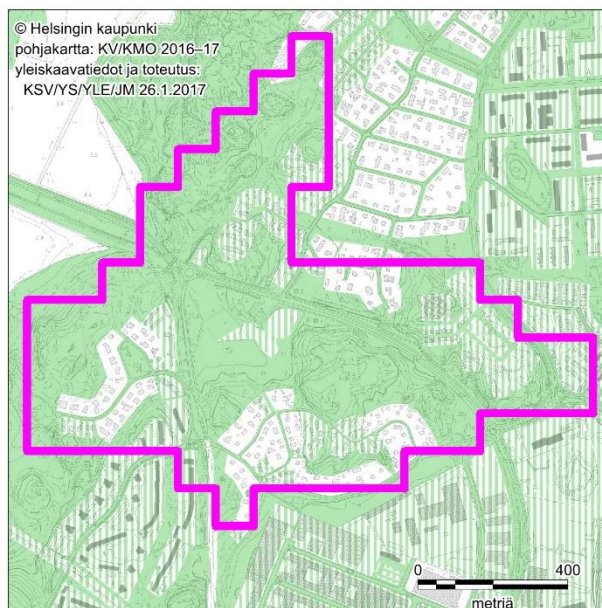 © Helsingin kaupunki
pohjakartta: KV/KMO 2016–17
yleiskaavatiedot ja toteutus:
KSV/YS/YLE/JM 26.1.2017
0 400
metriä